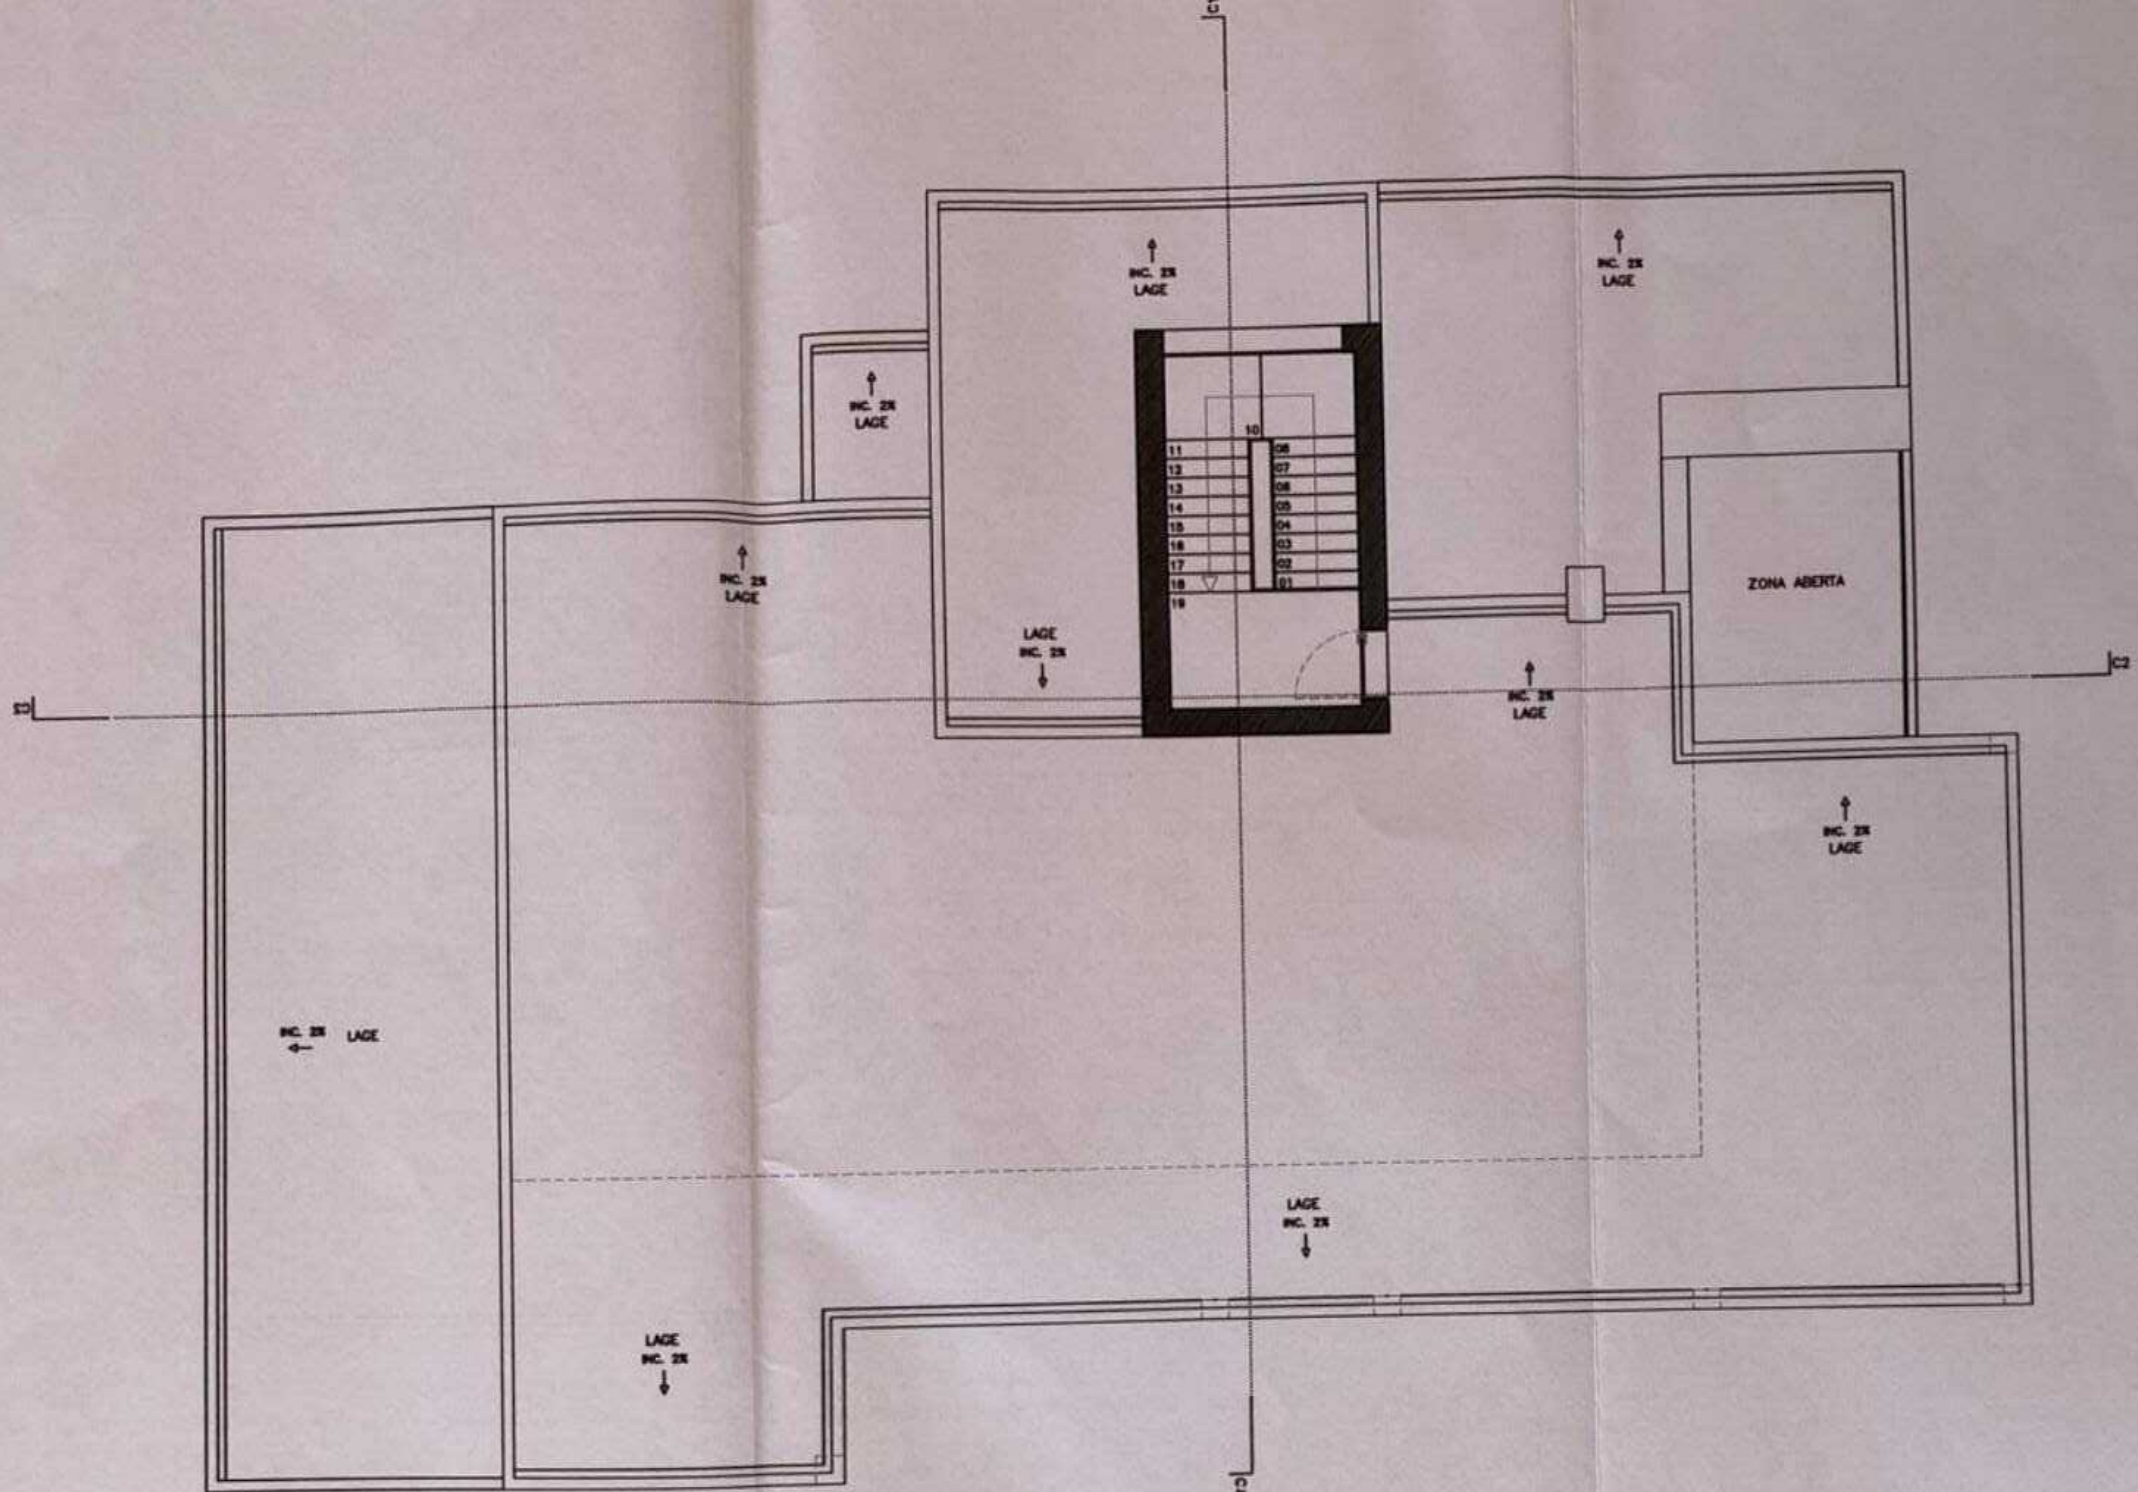 INC. 2%
LAGE
INC. 2%
LAGE
INC. 2%
LAGE
10
11
12
13
14
15
16
17
18
19
07
06
05
04
03
02
01
INC. 2%
LAGE
ZONA ABERTA
LAGE
INC. 2%
C2
C2
INC. 2%
LAGE
INC. 2%
LAGE
INC. 2% LAGE
LAGE
INC. 2%
LAGE
INC. 2%